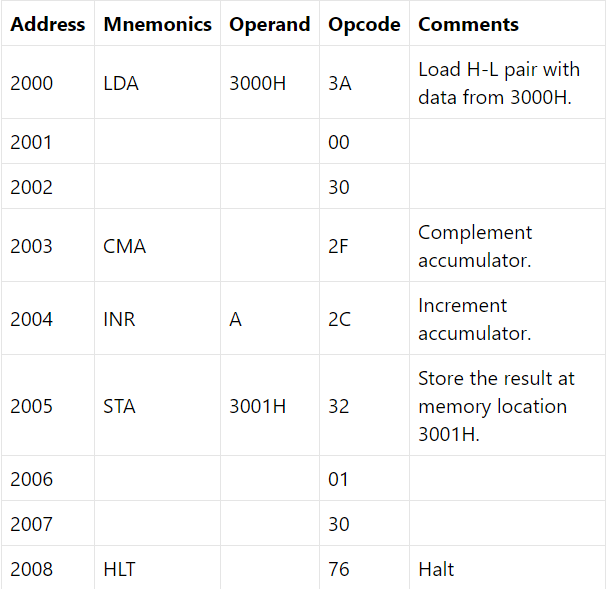 Address Mnemonics Operand Opcode Comments
2000 LDA 3000H 3A Load H-L pair with
data from 3000H.
2001 00
2002 30
2003 CMA 2F Complement
accumulator.
2004 INR A 2C Increment
accumulator.
2005 STA 3001H 32 Store the result at
memory location
3001H.
2006 01
2007 30
2008 HLT 76 Halt